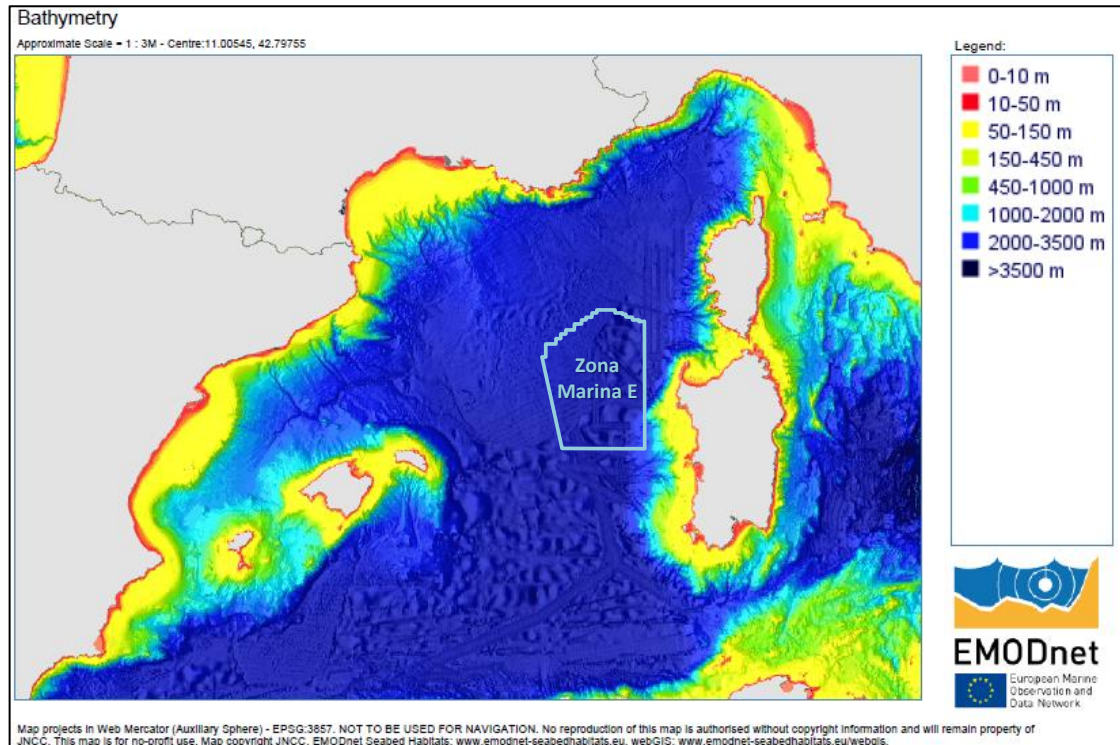 Bathymetry
Approximate Scale = 1 : 3M - Centre:11.00545, 42.79755
Legend:
0-10 m
10-50 m
50-150 m
150-450 m
450-1000 m
1000-2000 m
2000-3500 m
>3500 m
Zona
Marina E
EMODnet
European Marine
Observation and
Data Network
Map projects in Web Mercator (Auxiliary Sphere) - EPSG:3857. NOT TO BE USED FOR NAVIGATION. No reproduction of this map is authorised without copyright information and will remain property of
JNCC. This map is for no-profit use. Map copyright JNCC, EMODnet Seabed Habitats: www.emodnet-seabedhabitats.eu, webGIS: www.emodnet-seabedhabitats.eu/webgis.